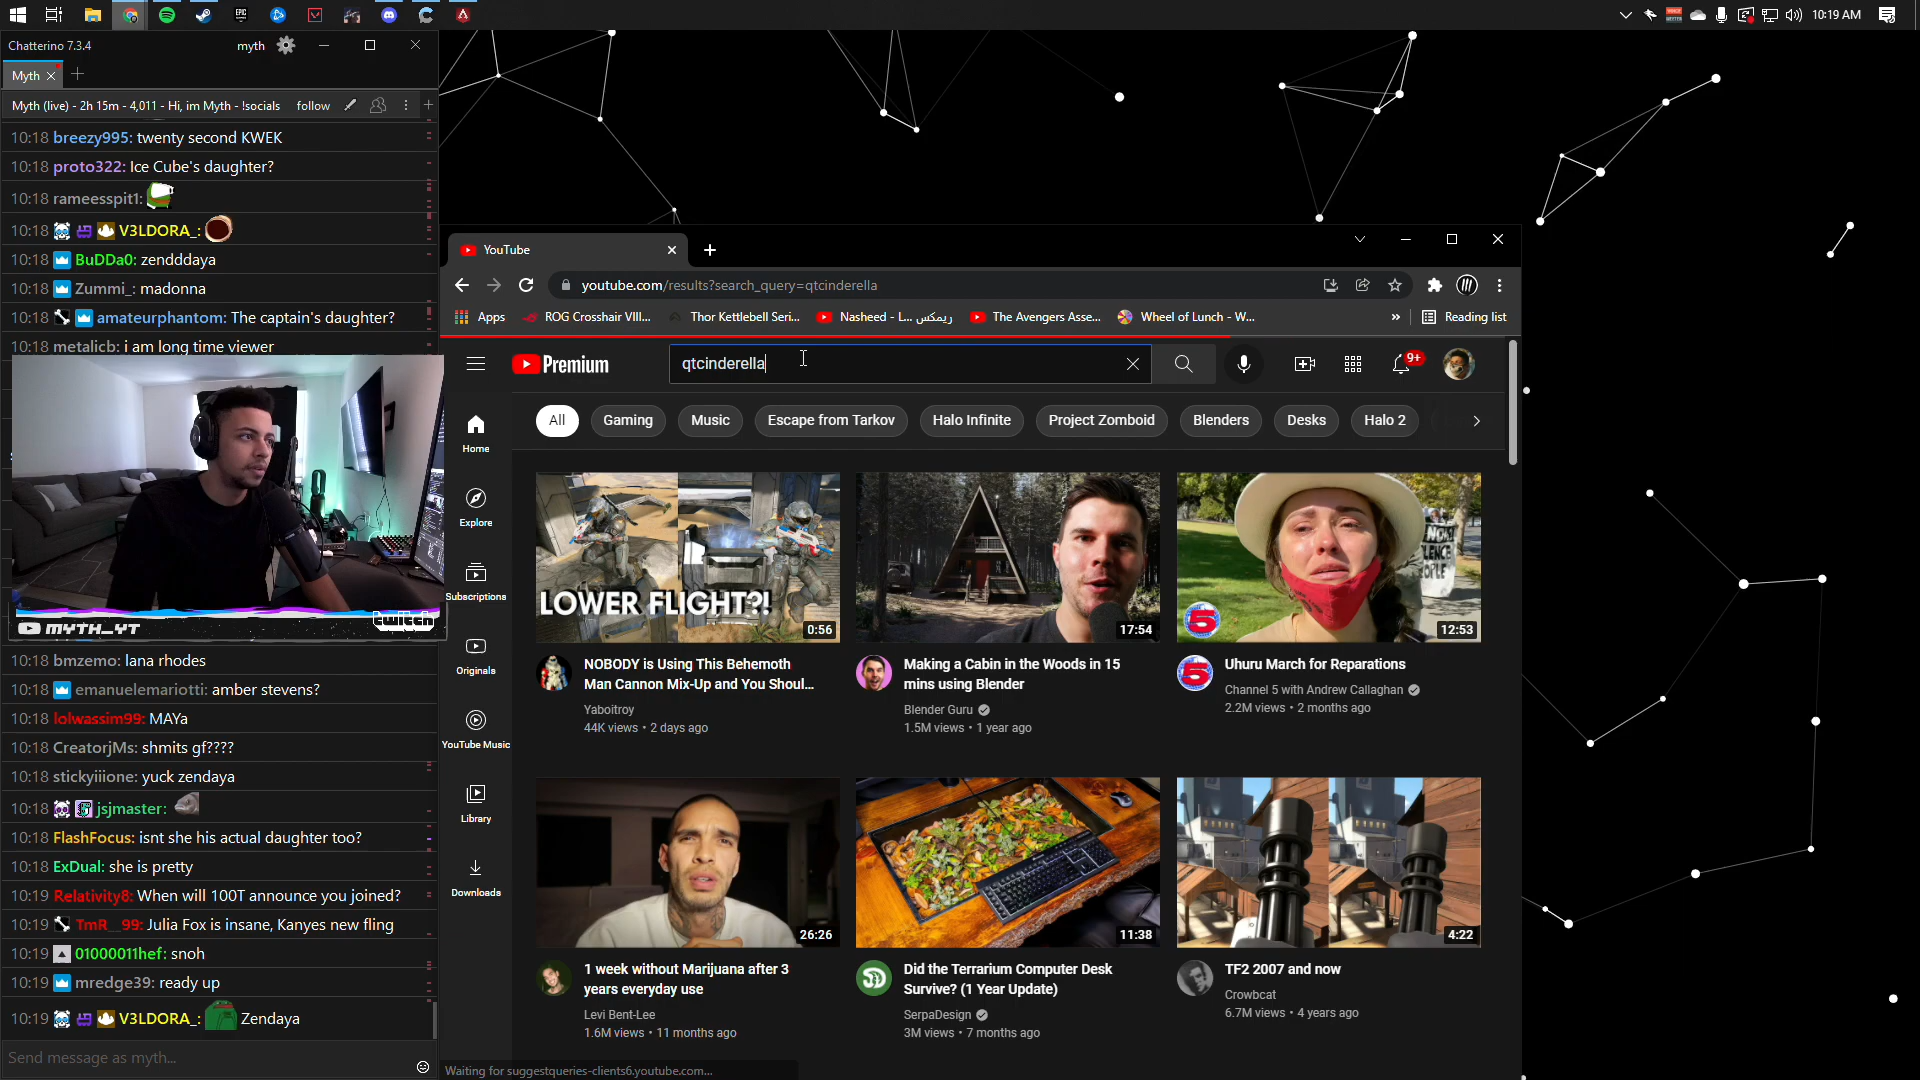 10:19 AM
Chatterino 7.3.4
myth
Myth
Myth (live) - 2h 15m - 4,011 - Hi, im Myth - !socials
follow
10:18 breezy995: twenty second KWEK
10:18 proto322: Ice Cube's daughter?
10:18 rameesspit1:
10:18 V3LDORA_:
10:18 BuDDa0: zendddaya
10:18 Zummi_: madonna
10:18 amateurphantom: The captain's daughter?
10:18 metalicb: i am long time viewer
MYTH_YT
twitch
10:18 bmzemo: lana rhodes
10:18 emanuelemariotti: amber stevens?
10:18 lolwassim99: MAYa
10:18 CreatorjMs: shmits gf????
10:18 stickyiiione: yuck zendaya
10:18 jsjmaster:
10:18 FlashFocus: isnt she his actual daughter too?
10:18 ExDual: she is pretty
10:19 Relativity8: When will 100T announce you joined?
10:19 TmR__99: Julia Fox is insane, Kanyes new fling
10:19 01000011hef: snoh
10:19 mredge39: ready up
10:19 V3LDORA_: Zendaya
Send message as myth...
YouTube
youtube.com/results?search_query=qtcinderella
Apps
ROG Crosshair VIII...
Thor Kettlebell Seri...
Nasheed - L... ريمكس
The Avengers Asse...
Wheel of Lunch - W...
»
Reading list
Premium
qtcinderella
9+
All
Gaming
Music
Escape from Tarkov
Halo Infinite
Project Zomboid
Blenders
Desks
Halo 2
Home
Explore
Subscriptions
Originals
YouTube Music
Library
Downloads
LOWER FLIGHT?!
0:56
NOBODY is Using This Behemoth
Man Cannon Mix-Up and You Shoul...
Yaboitroy
44K views • 2 days ago
17:54
Making a Cabin in the Woods in 15
mins using Blender
Blender Guru
1.5M views • 1 year ago
5
12:53
5
Uhuru March for Reparations
Channel 5 with Andrew Callaghan
2.2M views • 2 months ago
26:26
1 week without Marijuana after 3
years everyday use
Levi Bent-Lee
1.6M views • 11 months ago
11:38
Did the Terrarium Computer Desk
Survive? (1 Year Update)
SerpaDesign
3M views • 7 months ago
4:22
TF2 2007 and now
Crowbcat
6.7M views • 4 years ago
Waiting for suggestqueries-clients6.youtube.com...